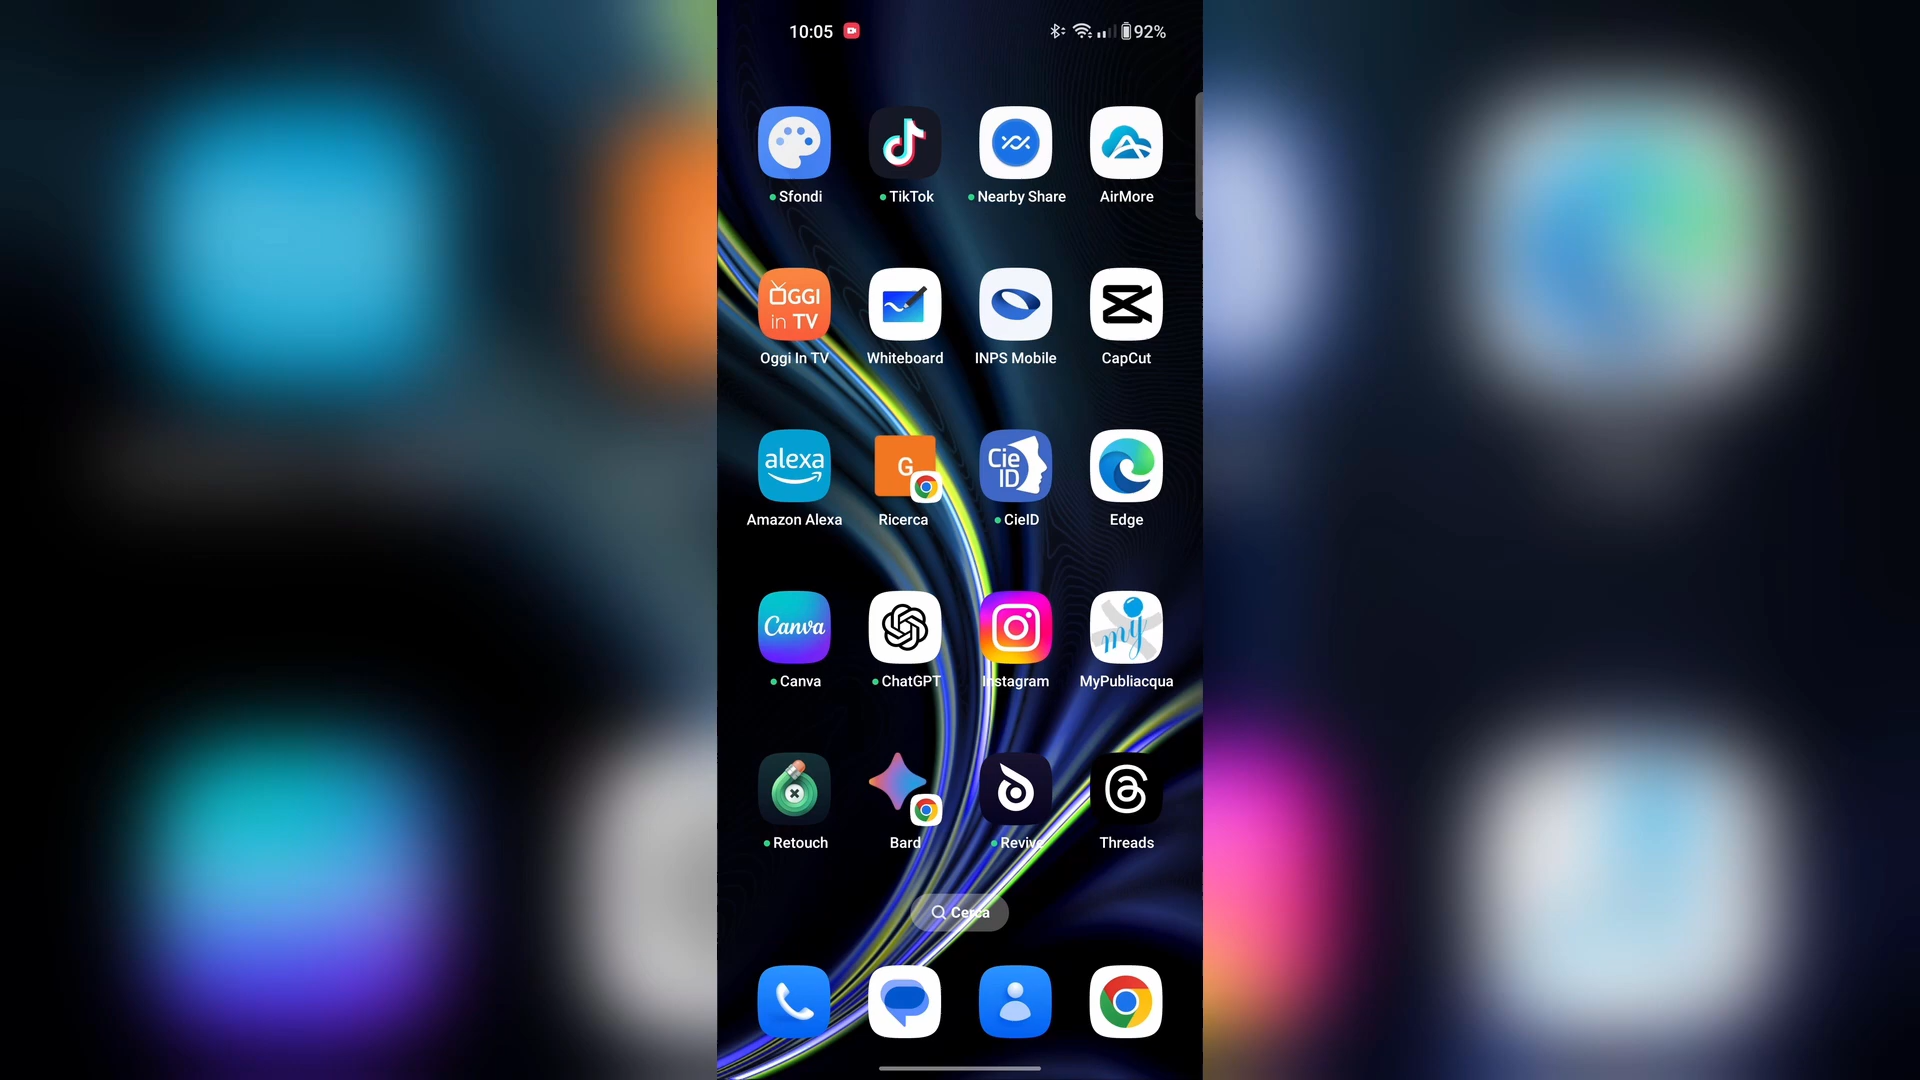 10:05 92%
Sfondi TikTok Nearby Share AirMore
OGGI
in TV
Oggi In TV Whiteboard INPS Mobile CapCut
alexa G Cie
ID
Amazon Alexa Ricerca CieID Edge
Canva my
Canva ChatGPT Instagram MyPubliacqua
Retouch Bard Revive Threads
Cerca